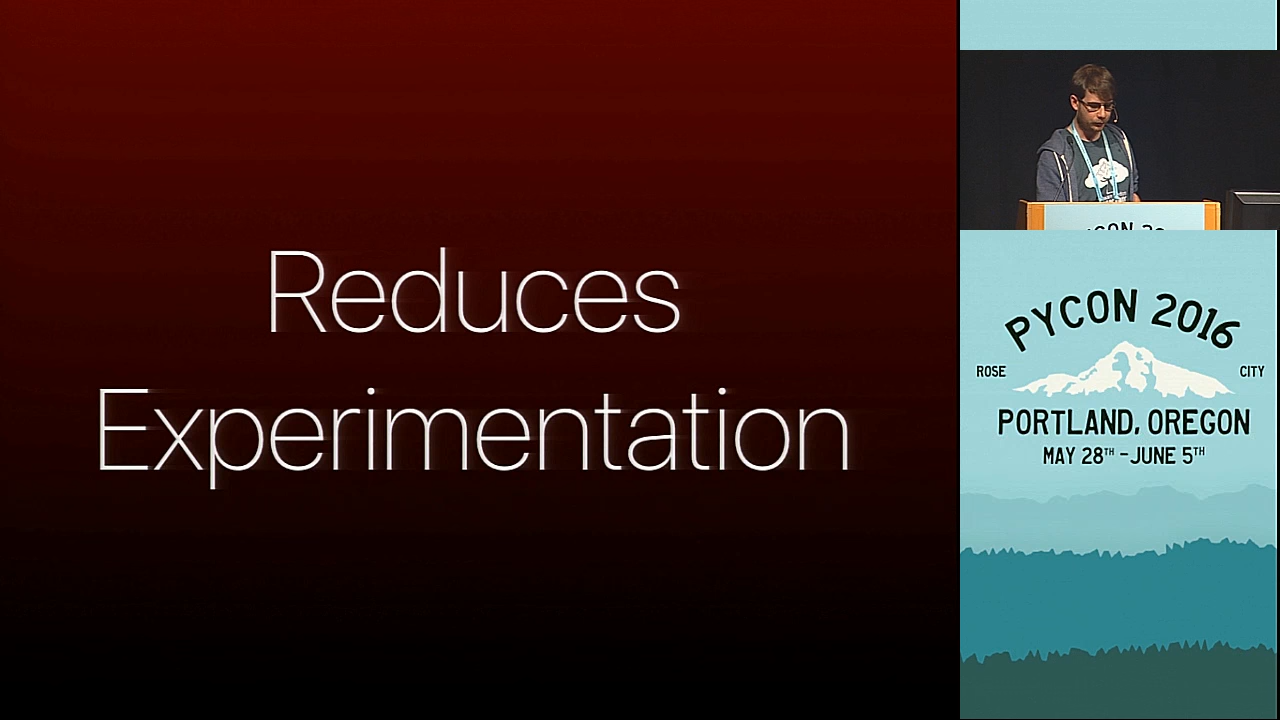 Reduces
Experimentation
PYCON 2016
ROSE
CITY
PORTLAND, OREGON
MAY 28TH - JUNE 5TH